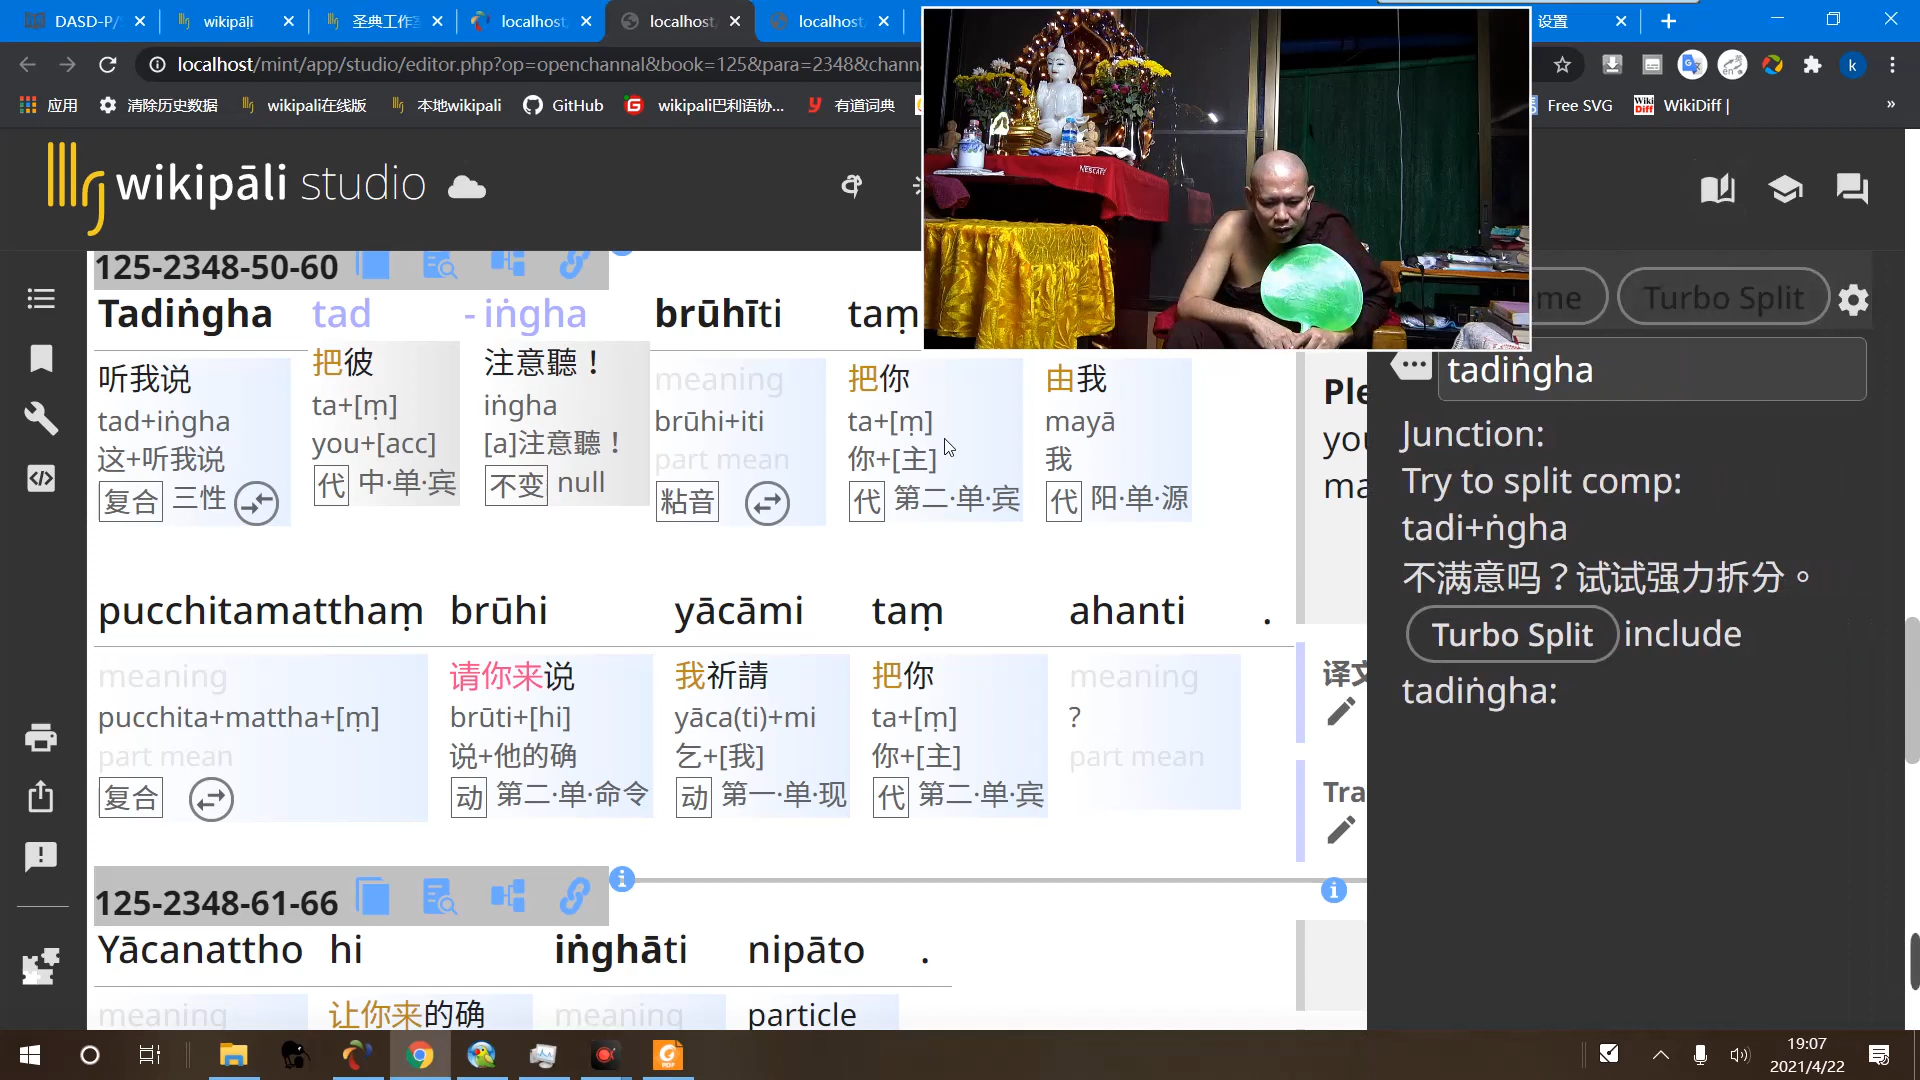 DASD-P/
wikipāli
圣典工作
localhost
localhost
localhost
设置
localhost/mint/app/studio/editor.php?op=openchannal&book=125&para=2348&channa
应用
清除历史数据
wikipali在线版
本地wikipali
GitHub
wikipali巴利语协...
有道词典
Free SVG
WikiDiff |
»
wikipāli studio
NESCAFÉ
125-2348-50-60
Tadiṅgha tad - iṅgha brūhīti taṃ
听我说 把彼 注意聽！ meaning 把你 由我
tad+iṅgha ta+[ṃ] iṅgha brūhi+iti ta+[ṃ] mayā
这+听我说 you+[acc] [a]注意聽！ part mean 你+[主] 我
复合 三性 代 中·单·宾 不变 null 粘音 代 第二·单·宾 代 阳·单·源
pucchitamatthaṃ brūhi yācāmi taṃ ahanti .
meaning 请你来说 我祈請 把你 meaning
pucchita+mattha+[ṃ] brūti+[hi] yāca(ti)+mi ta+[ṃ] ?
part mean 说+他的确 乞+[我] 你+[主] part mean
复合 动 第二·单·命令 动 第一·单·现 代 第二·单·宾
125-2348-61-66
Yācanattho hi iṅghāti nipāto .
meaning 让你来的确 meaning particle
Ple
you
ma
译文
Tra
me
Turbo Split
tadiṅgha
Junction:
Try to split comp:
tadi+ṅgha
不满意吗？试试强力拆分。
Turbo Split include
tadiṅgha:
19:07
2021/4/22